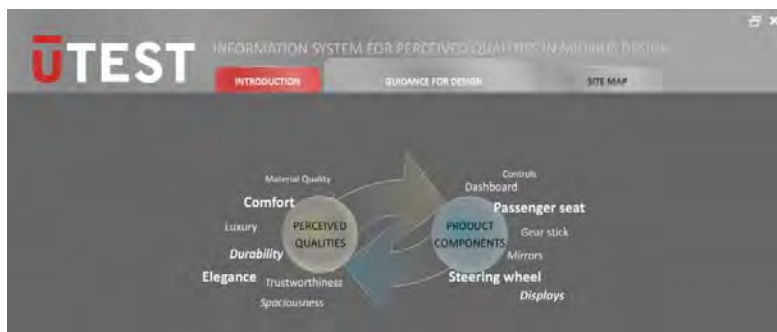 ŪTEST
INFORMATION SYSTEM FOR PERCEIVED QUALITIES IN MIDIBUS DESIGN
INTRODUCTION
GUIDANCE FOR DESIGN
SITE MAP
Material Quality
Comfort
Luxury
PERCEIVED
QUALITIES
Durability
Elegance
Trustworthiness
Spaciousness
Controls
Dashboard
Passenger seat
PRODUCT
COMPONENTS
Gear stick
Mirrors
Steering wheel
Displays